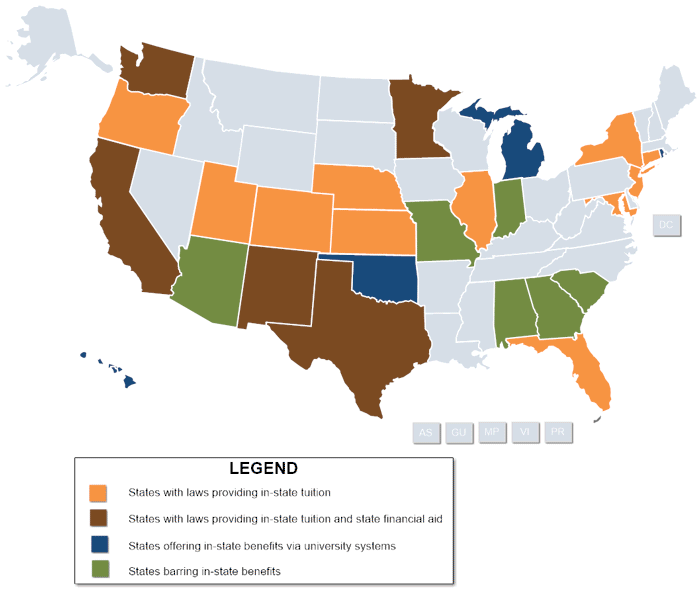 DC
AS GU MP VI PR
LEGEND
States with laws providing in-state tuition
States with laws providing in-state tuition and state financial aid
States offering in-state benefits via university systems
States barring in-state benefits